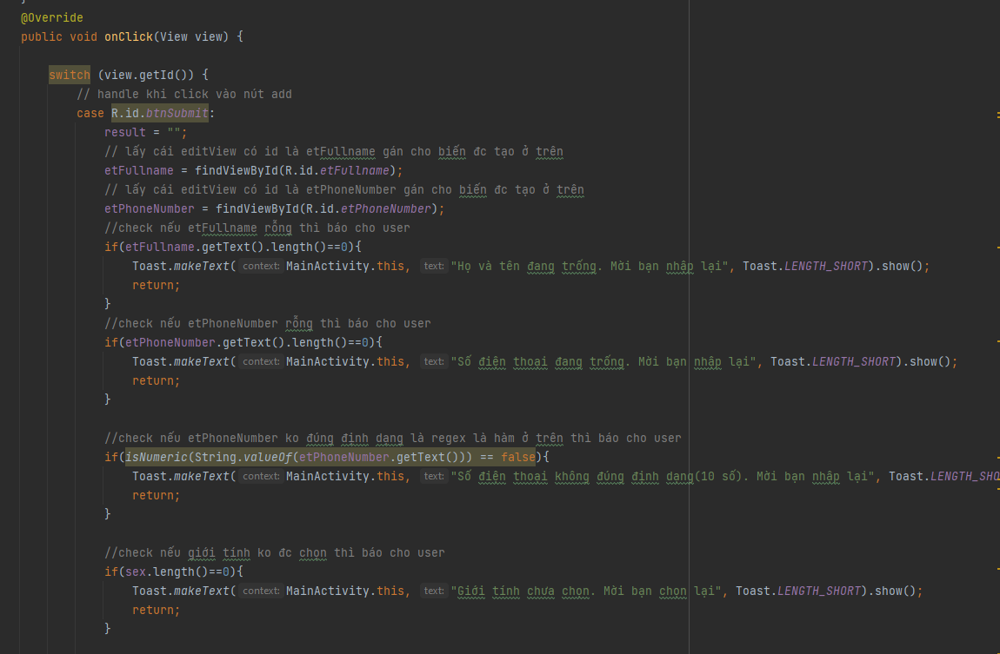 }
@Override
public void onClick(View view) {
switch (view.getId()) {
// handle khi click vào nút add
case R.id.btnSubmit:
result = "";
// lấy cái editView có id là etFullname gán cho biến đc tạo ở trên
etFullname = findViewById(R.id.etFullname);
// lấy cái editView có id là etPhoneNumber gán cho biến đc tạo ở trên
etPhoneNumber = findViewById(R.id.etPhoneNumber);
//check nếu etFullname rỗng thì báo cho user
if(etFullname.getText().length()==0){
Toast.makeText( context: MainActivity.this, text: "Họ và tên đang trống. Mời bạn nhập lại", Toast.LENGTH_SHORT).show();
return;
}
//check nếu etPhoneNumber rỗng thì báo cho user
if(etPhoneNumber.getText().length()==0){
Toast.makeText( context: MainActivity.this, text: "Số điện thoại đang trống. Mời bạn nhập lại", Toast.LENGTH_SHORT).show();
return;
}
//check nếu etPhoneNumber ko đúng định dạng là regex là hàm ở trên thì báo cho user
if(isNumeric(String.valueOf(etPhoneNumber.getText())) == false){
Toast.makeText( context: MainActivity.this, text: "Số điện thoại không đúng định dạng(10 số). Mời bạn nhập lại", Toast.LENGTH_SHO
return;
}
//check nếu giới tính ko đc chọn thì báo cho user
if(sex.length()==0){
Toast.makeText( context: MainActivity.this, text: "Giới tính chưa chọn. Mời bạn chọn lại", Toast.LENGTH_SHORT).show();
return;
}